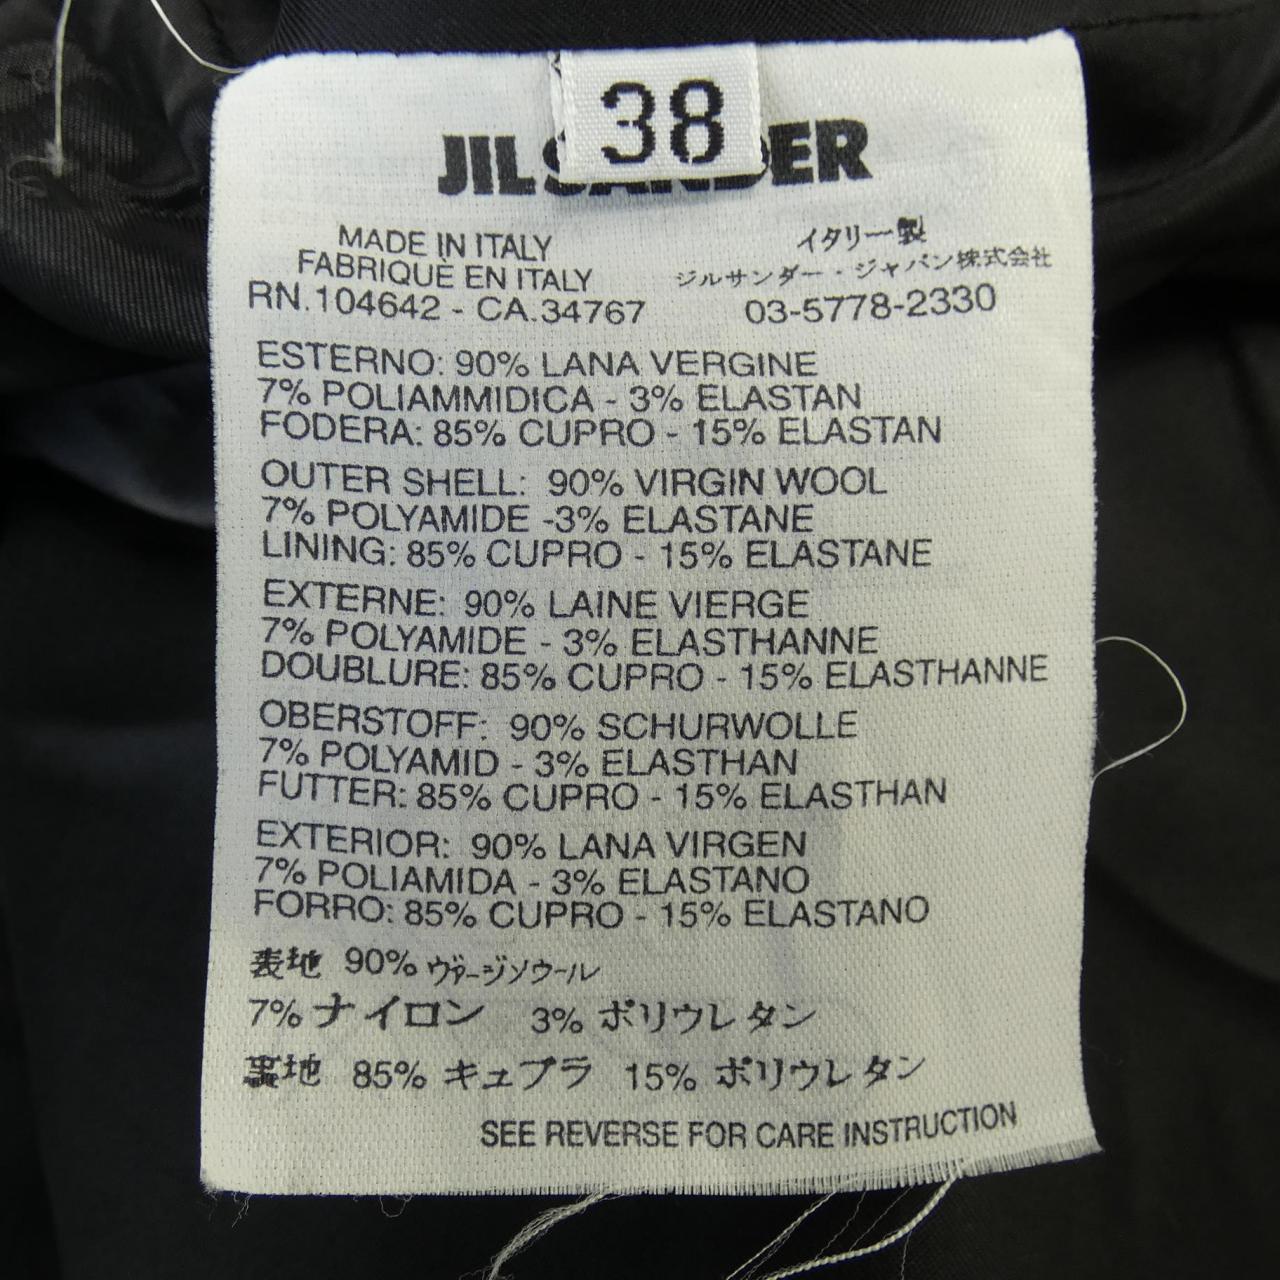 38
JIL SANDER
MADE IN ITALY
FABRIQUÈ EN ITALY
RN.104642 - CA.34767
イタリー製
ジルサンダー・ジャパン株式会社
03-5778-2330
ESTERNO: 90% LANA VERGINE
7% POLIAMMIDICA - 3% ELASTAN
FODERA: 85% CUPRO - 15% ELASTAN
OUTER SHELL: 90% VIRGIN WOOL
7% POLYAMIDE -3% ELASTANE
LINING: 85% CUPRO - 15% ELASTANE
EXTERNE: 90% LAINE VIERGE
7% POLYAMIDE - 3% ELASTHANNE
DOUBLURE: 85% CUPRO - 15% ELASTHANNE
OBERSTOFF: 90% SCHURWOLLE
7% POLYAMID - 3% ELASTHAN
FUTTER: 85% CUPRO - 15% ELASTHAN
EXTERIOR: 90% LANA VIRGEN
7% POLIAMIDA - 3% ELASTANO
FORRO: 85% CUPRO - 15% ELASTANO
表地 90% ヴァージンウール
7% ナイロン 3% ポリウレタン
裏地 85% キュプラ 15% ポリウレタン
SEE REVERSE FOR CARE INSTRUCTION